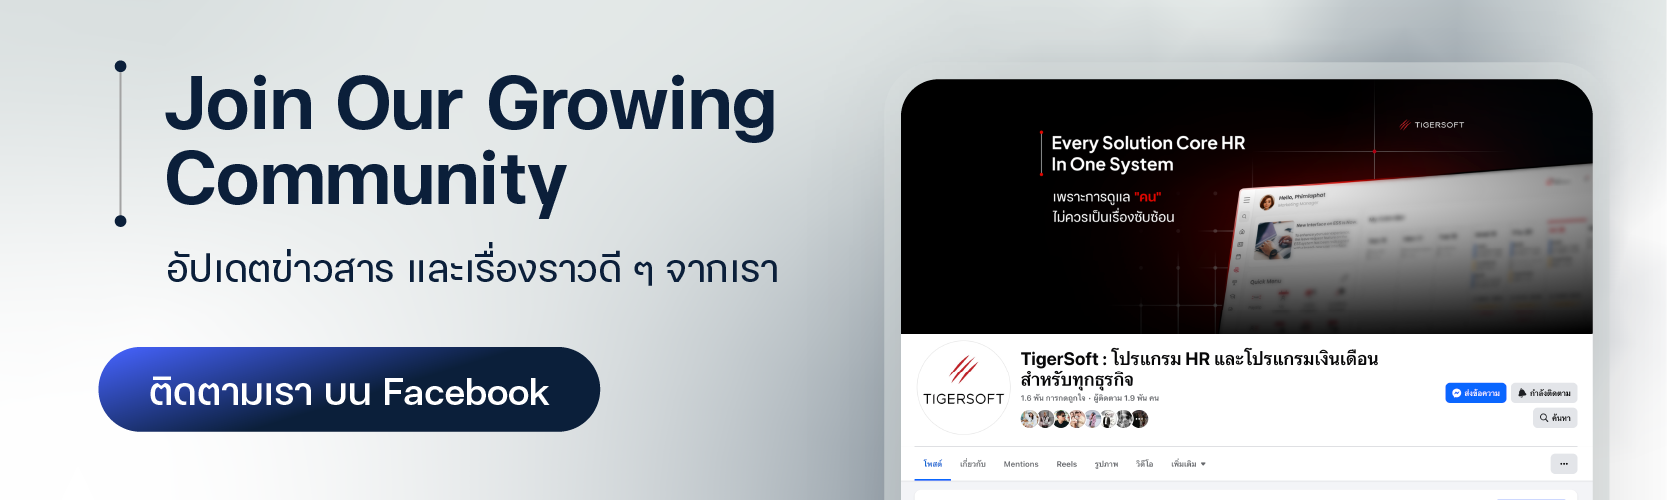 Join Our Growing
Community
อัปเดตข่าวสาร และเรื่องราวดี ๆ จากเรา
ติดตามเรา บน Facebook
TIGERSOFT
Every Solution Core HR
In One System
เพราะการดูแล "คน"
ไม่ควรเป็นเรื่องซับซ้อน
Hello, Phimlaphat
Marketing Manager
Quick Menu
TIGERSOFT
TigerSoft : โปรแกรม HR และโปรแกรมเงินเดือน
สำหรับทุกธุรกิจ
1.6 พัน การกดถูกใจ · ผู้ติดตาม 1.9 พัน คน
ส่งข้อความ
กำลังติดตาม
ค้นหา
โพสต์ เกี่ยวกับ Mentions Reels รูปภาพ วิดีโอ เพิ่มเติม